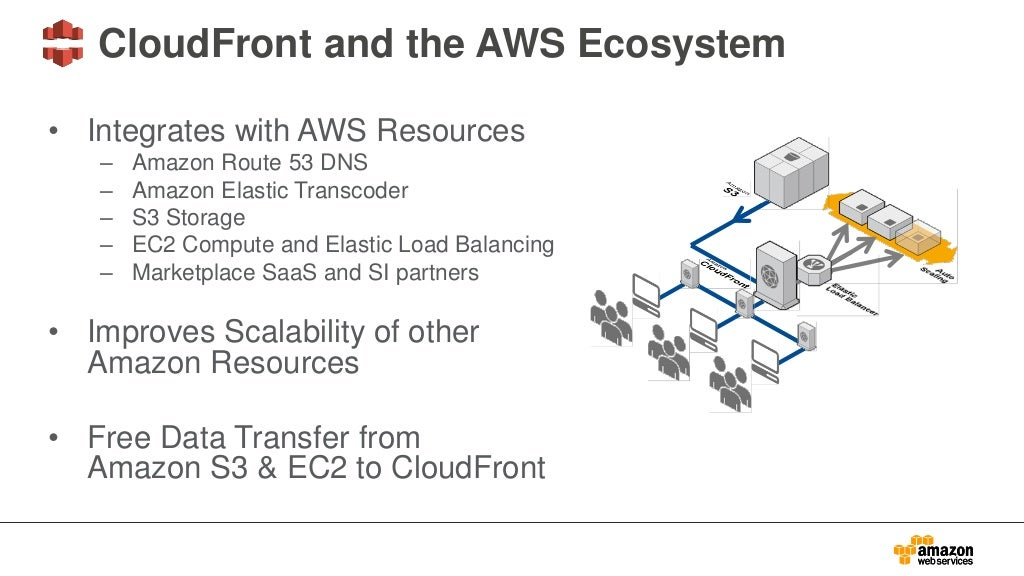 CloudFront and the AWS Ecosystem
• Integrates with AWS Resources
– Amazon Route 53 DNS
– Amazon Elastic Transcoder
– S3 Storage
– EC2 Compute and Elastic Load Balancing
– Marketplace SaaS and SI partners
• Improves Scalability of other
Amazon Resources
• Free Data Transfer from
Amazon S3 & EC2 to CloudFront
Amazon
S3
Amazon
CloudFront
Elastic
Load Balancer
Auto
Scaling
amazon
webservices